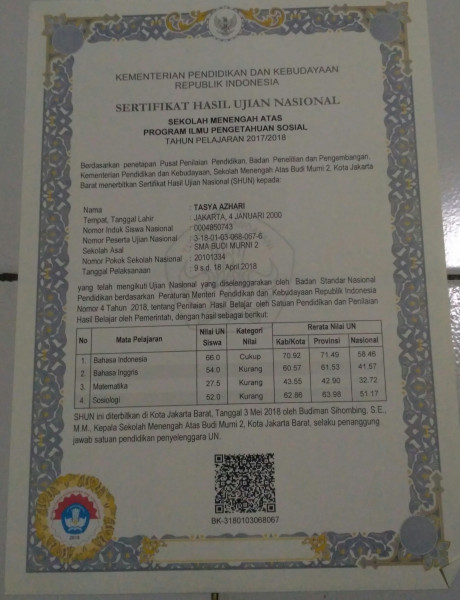 KEMENTERIAN PENDIDIKAN DAN KEBUDAYAAN
REPUBLIK INDONESIA
SERTIFIKAT HASIL UJIAN NASIONAL
SEKOLAH MENENGAH ATAS
PROGRAM ILMU PENGETAHUAN SOSIAL
TAHUN PELAJARAN 2017/2018
Berdasarkan penetapan Pusat Penilaian Pendidikan, Badan Penelitian dan Pengembangan,
Kementerian Pendidikan dan Kebudayaan, Sekolah Menengah Atas Budi Murni 2, Kota Jakarta
Barat menerbitkan Sertifikat Hasil Ujian Nasional (SHUN) kepada:
Nama : TASYA AZHARI
Tempat, Tanggal Lahir : JAKARTA, 4 JANUARI 2000
Nomor Induk Siswa Nasional : 0004850743
Nomor Peserta Ujian Nasional : 3-18-01-03-068-067-6
Sekolah Asal : SMA BUDI MURNI 2
Nomor Pokok Sekolah Nasional : 20101334
Tanggal Pelaksanaan : 9 s.d. 18 April 2018
yang telah mengikuti Ujian Nasional yang diselenggarakan oleh Badan Standar Nasional
Pendidikan berdasarkan Peraturan Menteri Pendidikan dan Kebudayaan Republik Indonesia
Nomor 4 Tahun 2018, tentang Penilaian Hasil Belajar oleh Satuan Pendidikan dan Penilaian
Hasil Belajar oleh Pemerintah, dengan hasil sebagai berikut:
No Mata Pelajaran Nilai UN Siswa Kategori Nilai Rerata Nilai UN
Kab/Kota Provinsi Nasional
1. Bahasa Indonesia 66.0 Cukup 70.92 71.49 58.46
2. Bahasa Inggris 54.0 Kurang 60.57 61.53 41.57
3. Matematika 27.5 Kurang 43.55 42.90 32.72
4. Sosiologi 52.0 Kurang 62.86 63.98 51.17
SHUN ini diterbitkan di Kota Jakarta Barat, Tanggal 3 Mei 2018 oleh Budiman Sihombing, S.E.,
M.M., Kepala Sekolah Menengah Atas Budi Murni 2, Kota Jakarta Barat, selaku penanggung
jawab satuan pendidikan penyelenggara UN.
BK-3180103068067
2018